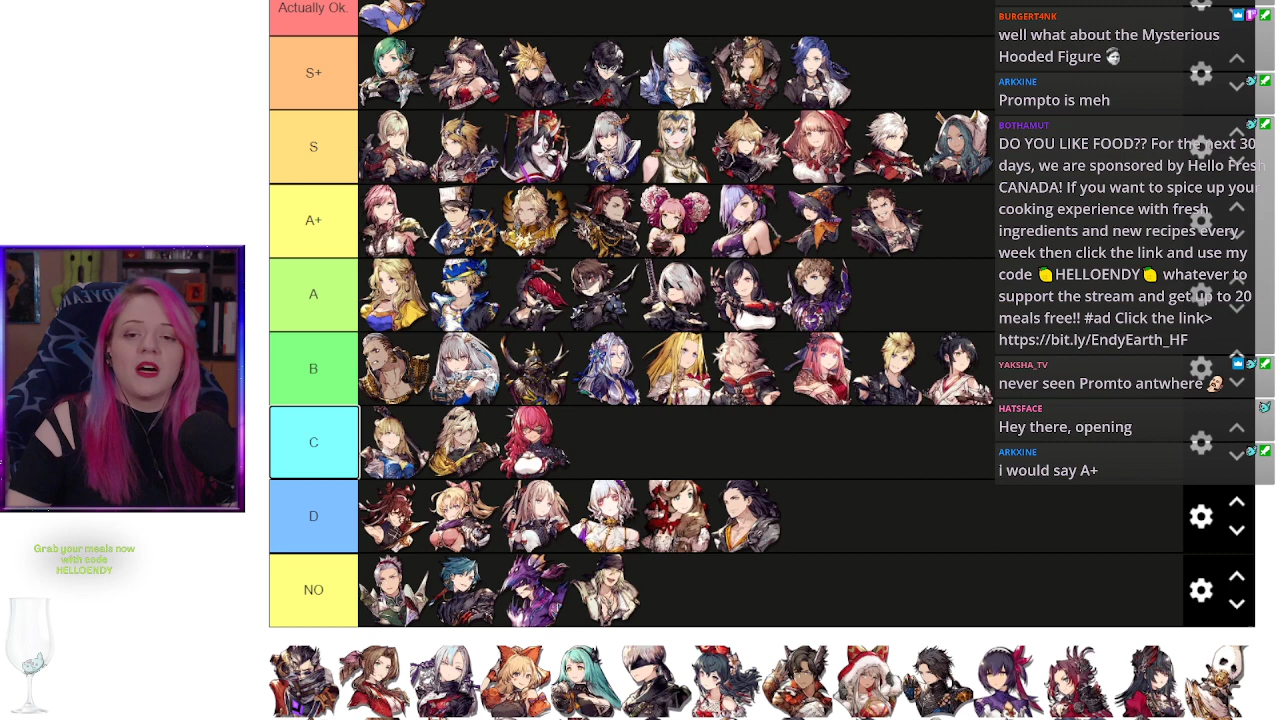 Actually Ok.
S+
S
A+
A
B
C
D
NO
BURGERT4NK
well what about the Mysterious
Hooded Figure
ARKXINE
Prompto is meh
BOTHAMUT
DO YOU LIKE FOOD?? For the next 30
days, we are sponsored by Hello Fresh
CANADA! If you want to spice up your
cooking experience with fresh
ingredients and new recipes every
week then click the link and use my
code 🍋HELLOENDY🍋 whatever to
support the stream and get up to 20
meals free!! #ad Click the link>
https://bit.ly/EndyEarth_HF
YAKSHA_TV
never seen Promto antwhere
HATSFACE
Hey there, opening
ARKXINE
i would say A+
Grab your meals now
with code
HELLOENDY